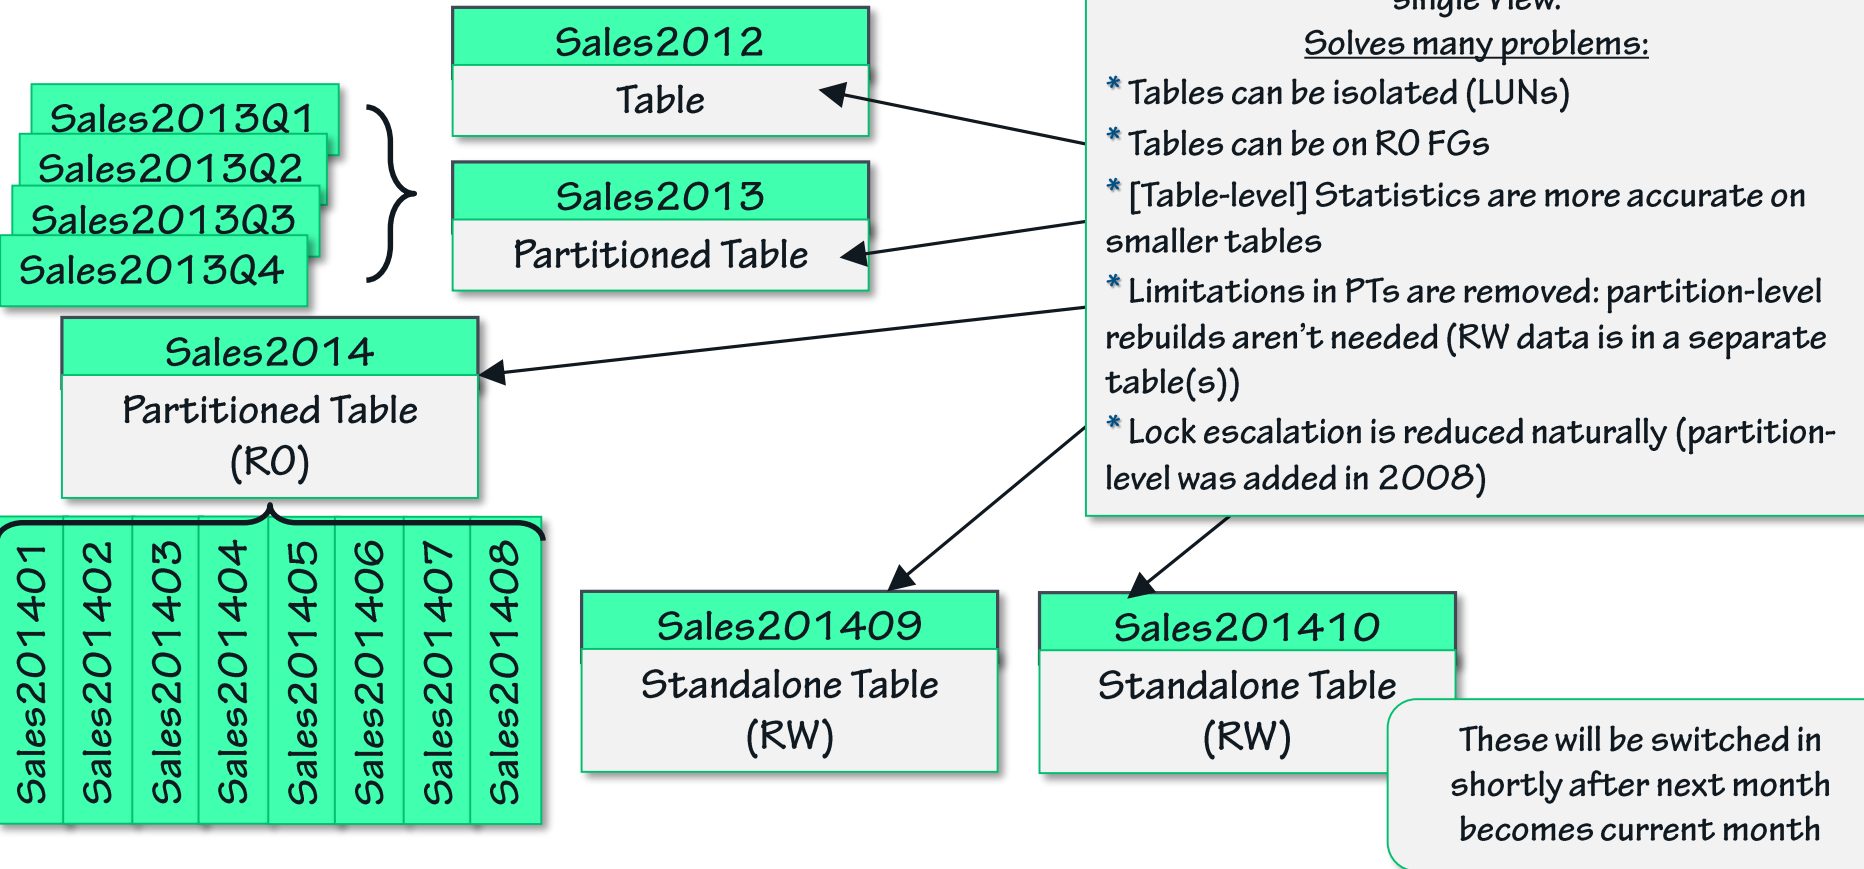 Sales2012
Table
Sales2013Q1
Sales2013Q2
Sales2013Q3
Sales2013Q4
Sales2013
Partitioned Table
Sales2014
Partitioned Table
(RO)
Sales201401
Sales201402
Sales201403
Sales201404
Sales201405
Sales201406
Sales201407
Sales201408
single view.
Solves many problems:
* Tables can be isolated (LUNs)
* Tables can be on RO FGs
* [Table-level] Statistics are more accurate on
smaller tables
* Limitations in PTs are removed: partition-level
rebuilds aren't needed (RW data is in a separate
table(s))
* Lock escalation is reduced naturally (partition-
level was added in 2008)
Sales201409
Standalone Table
(RW)
Sales201410
Standalone Table
(RW)
These will be switched in
shortly after next month
becomes current month